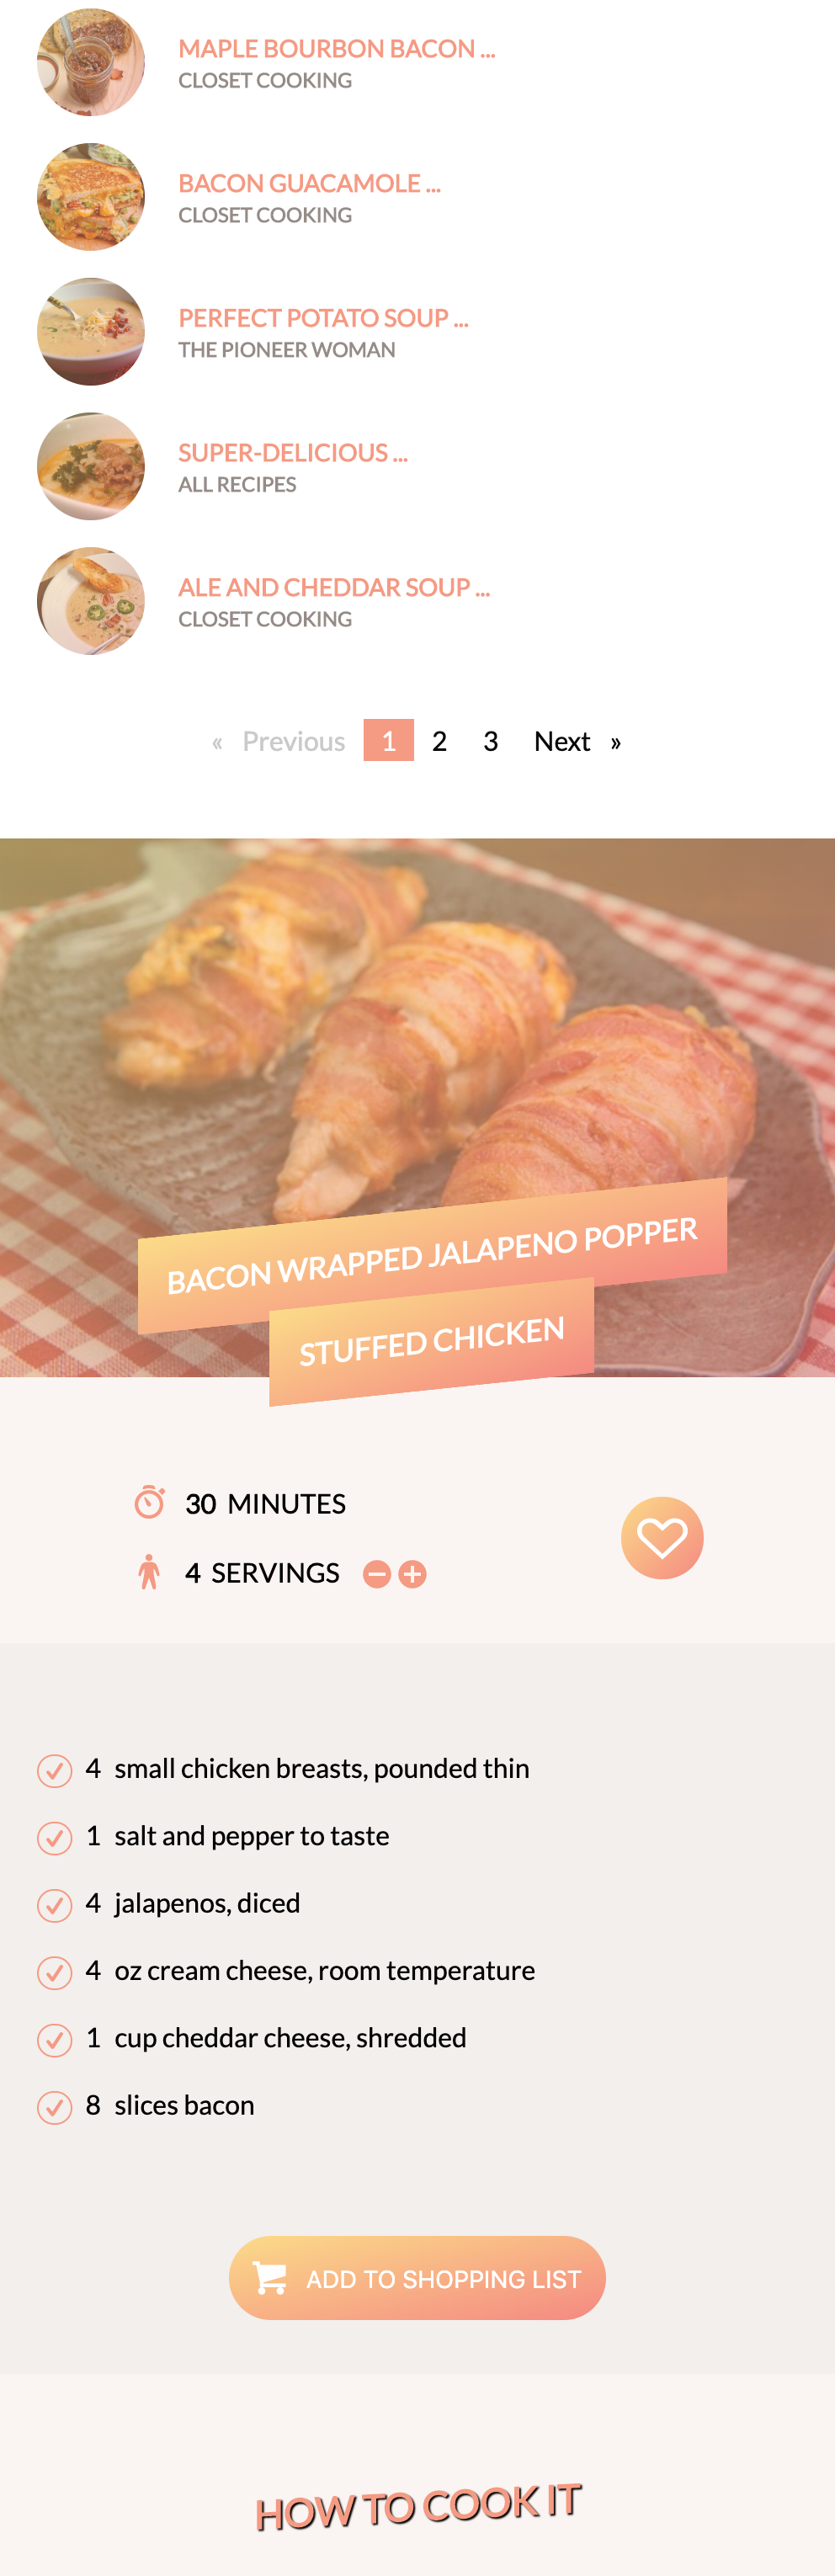 MAPLE BOURBON BACON ...
CLOSET COOKING
BACON GUACAMOLE ...
CLOSET COOKING
PERFECT POTATO SOUP ...
THE PIONEER WOMAN
SUPER-DELICIOUS ...
ALL RECIPES
ALE AND CHEDDAR SOUP ...
CLOSET COOKING
« Previous 1 2 3 Next »
BACON WRAPPED JALAPENO POPPER
STUFFED CHICKEN
30 MINUTES
4 SERVINGS
4 small chicken breasts, pounded thin
1 salt and pepper to taste
4 jalapenos, diced
4 oz cream cheese, room temperature
1 cup cheddar cheese, shredded
8 slices bacon
ADD TO SHOPPING LIST
HOW TO COOK IT